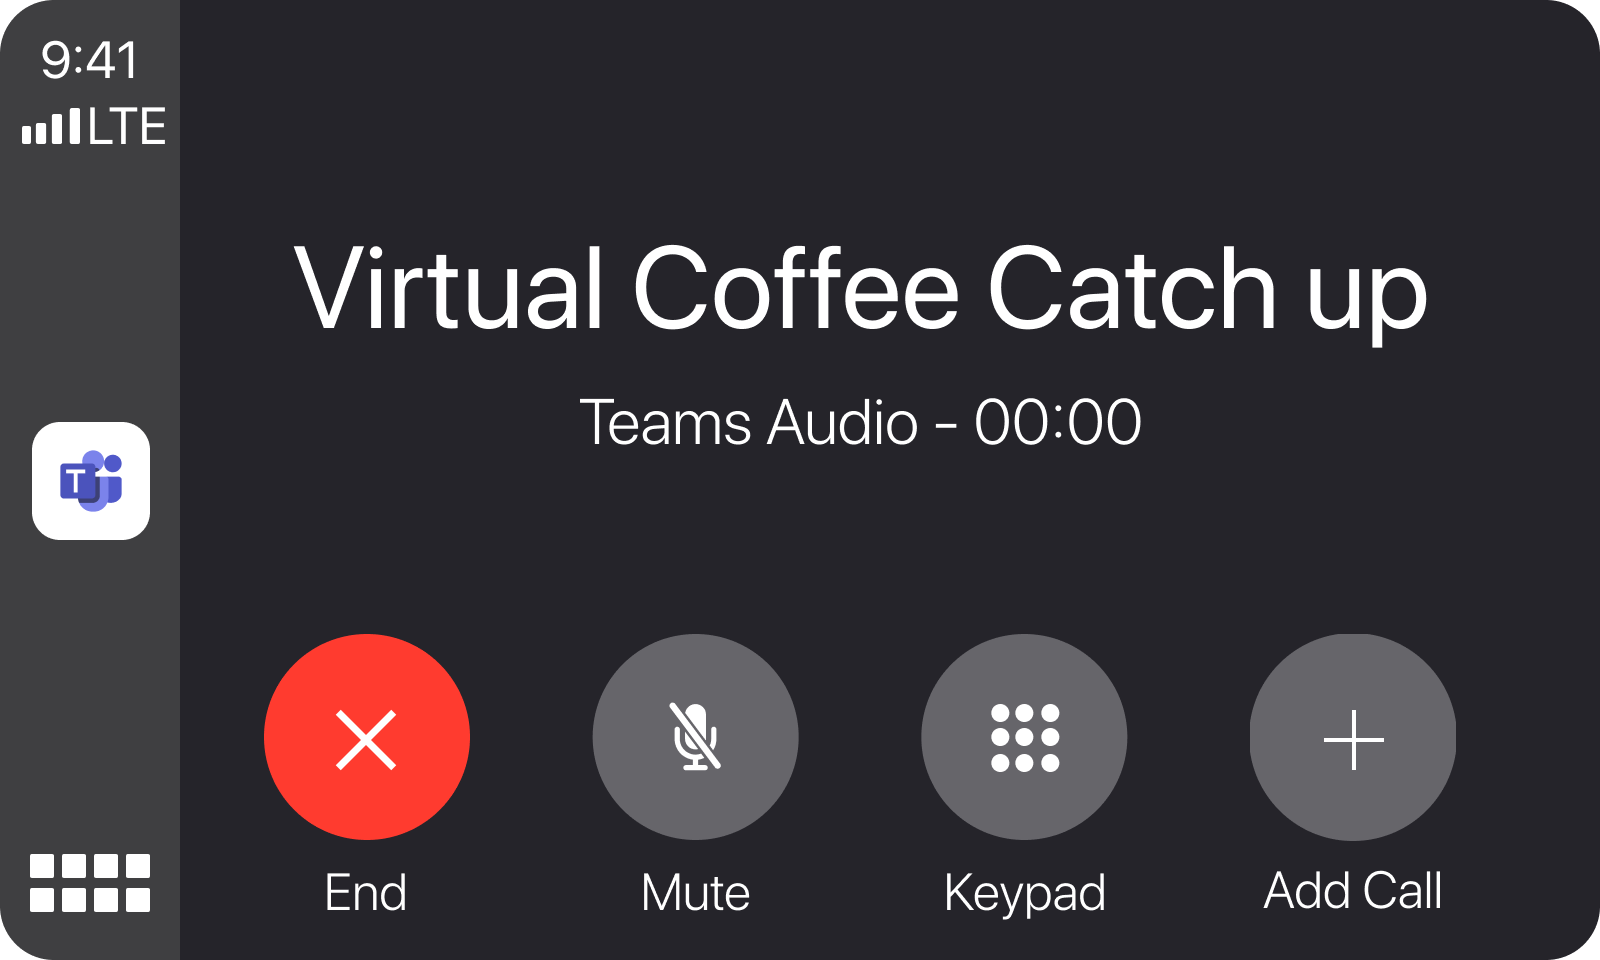 9:41
LTE
Virtual Coffee Catch up
Teams Audio - 00:00
T
End
Mute
Keypad
Add Call